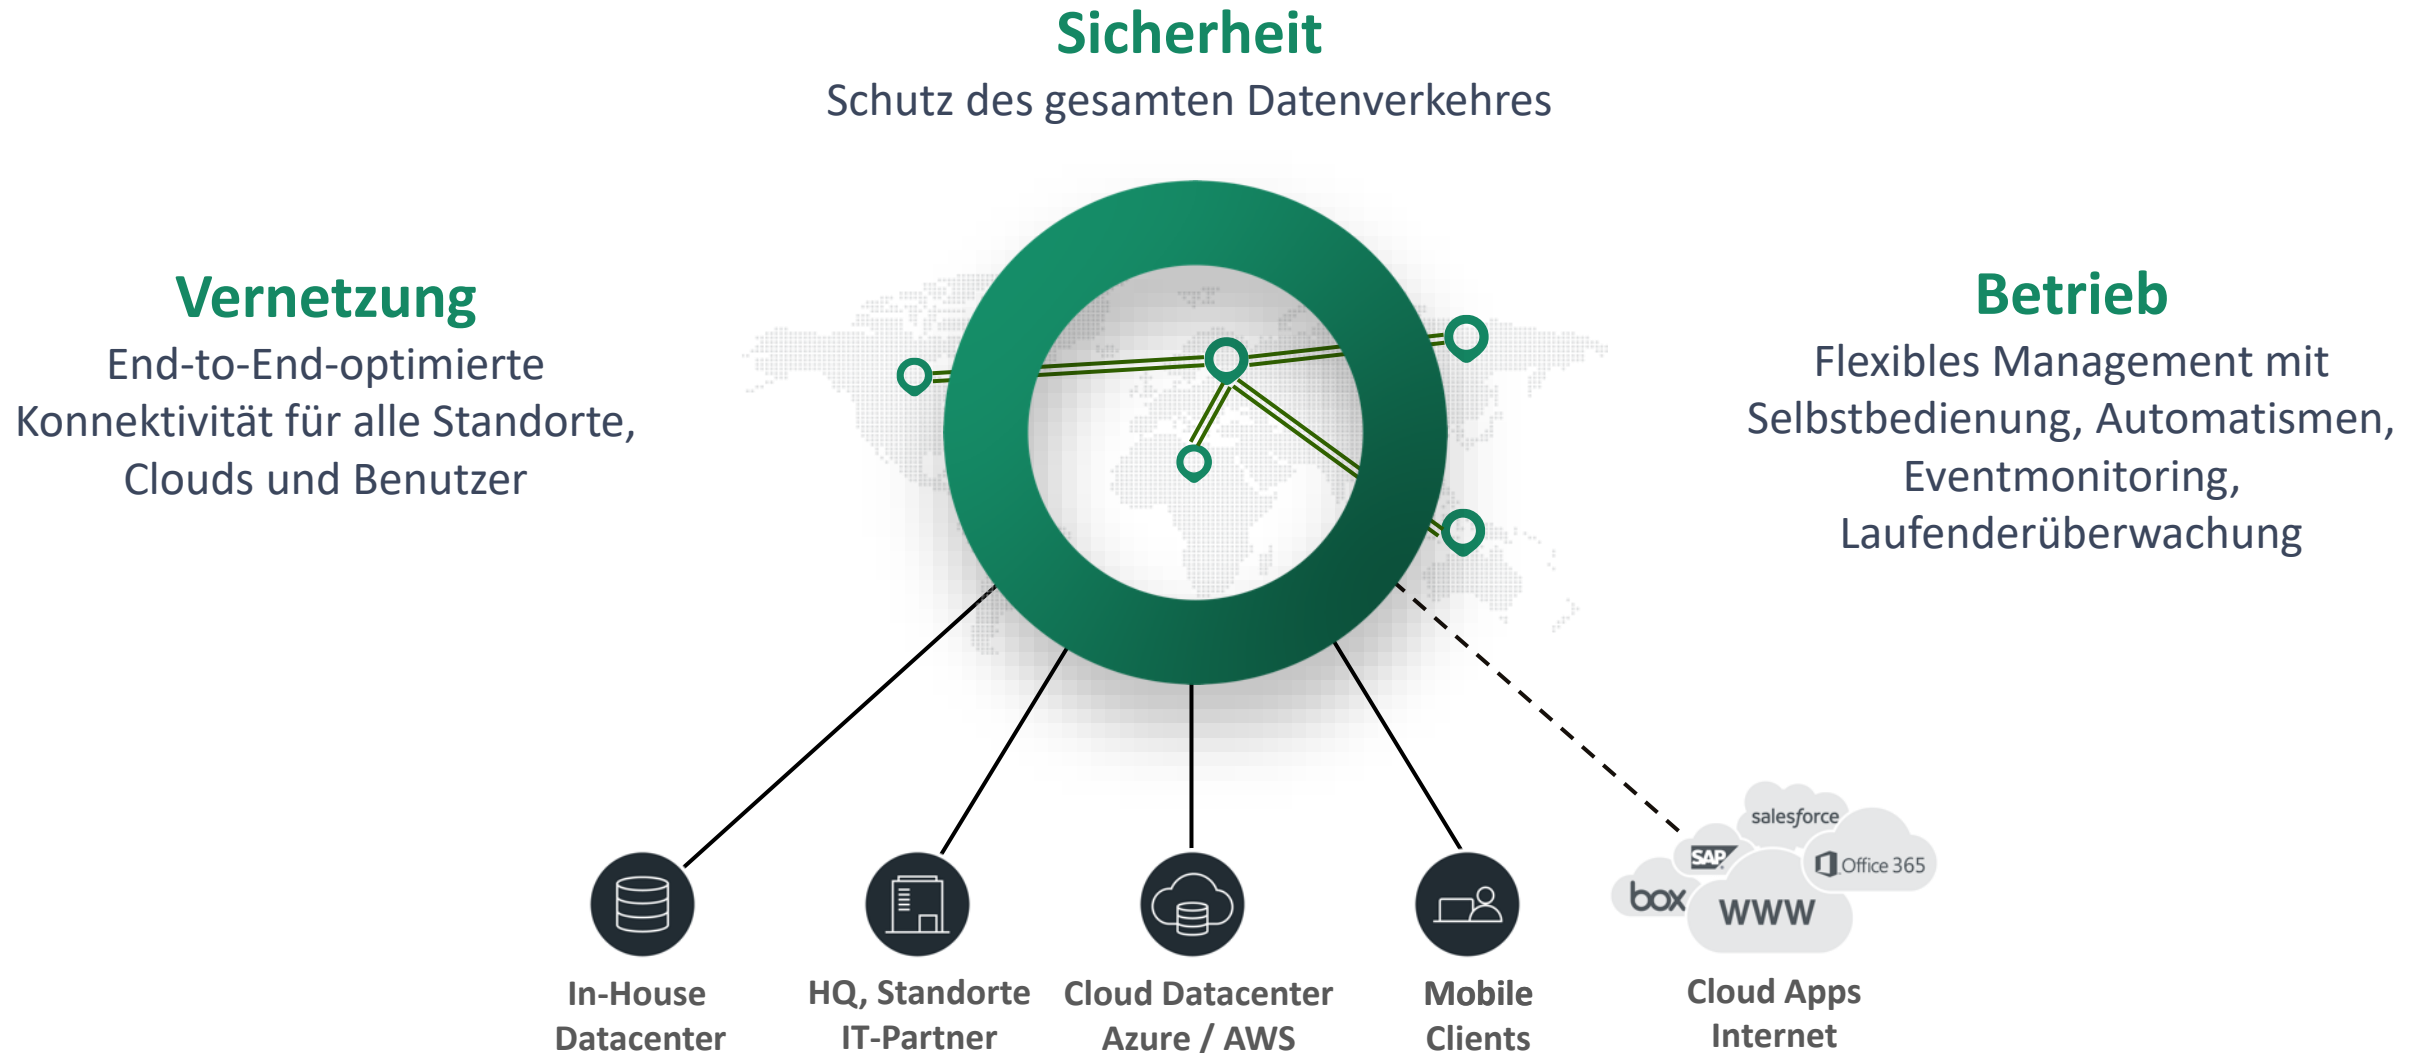 Sicherheit
Schutz des gesamten Datenverkehres
Vernetzung
End-to-End-optimierte
Konnektivität für alle Standorte,
Clouds und Benutzer
Betrieb
Flexibles Management mit
Selbstbedienung, Automatismen,
Eventmonitoring,
Laufenderüberwachung
salesforce
SAP
Office 365
box
WWW
In-House
Datacenter
HQ, Standorte
IT-Partner
Cloud Datacenter
Azure / AWS
Mobile
Clients
Cloud Apps
Internet